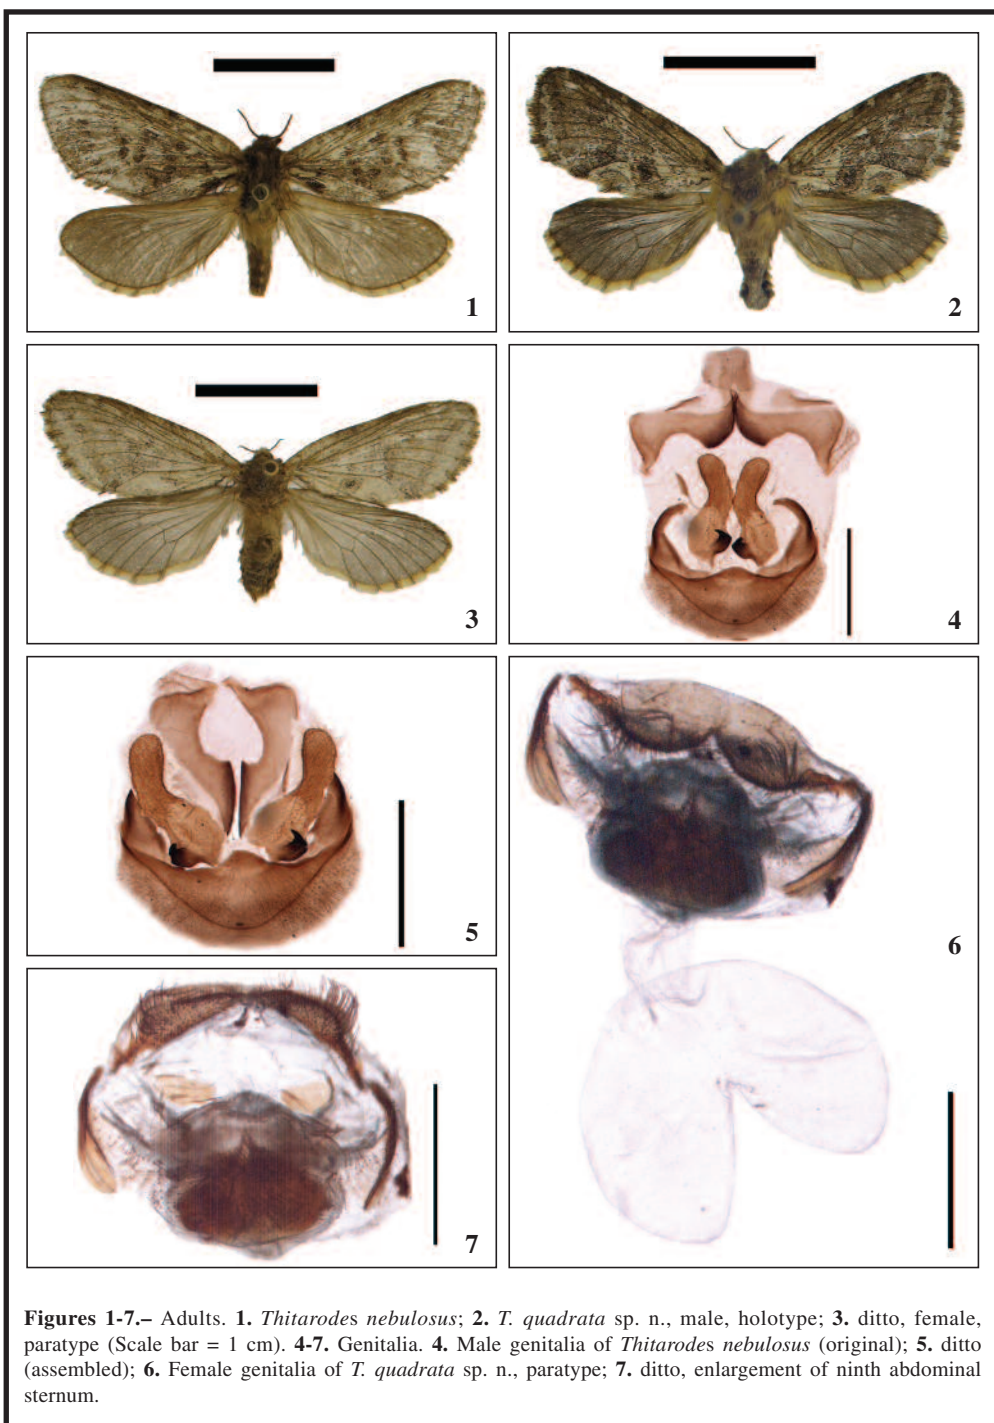 1
2
3
4
5
6
7
Figures 1-7.– Adults. 1. Thitarodes nebulosus; 2. T. quadrata sp. n., male, holotype; 3. ditto, female,
paratype (Scale bar = 1 cm). 4-7. Genitalia. 4. Male genitalia of Thitarodes nebulosus (original); 5. ditto
(assembled); 6. Female genitalia of T. quadrata sp. n., paratype; 7. ditto, enlargement of ninth abdominal
sternum.